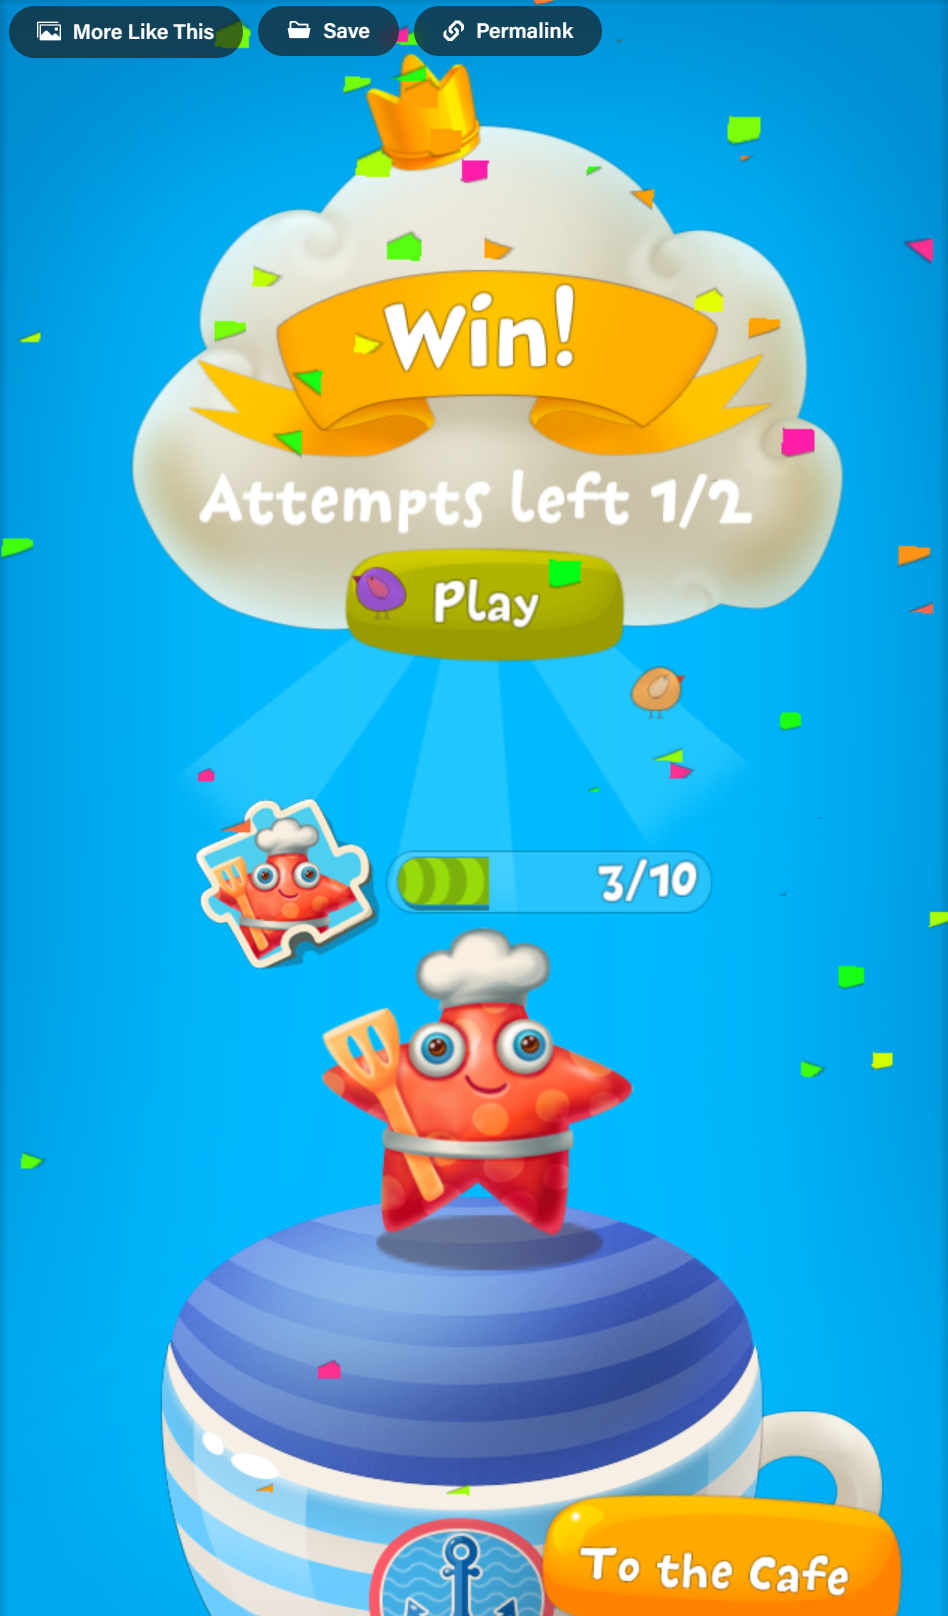 More Like This
Save
Permalink
Win!
Attempts left 1/2
Play
3/10
To the Cafe